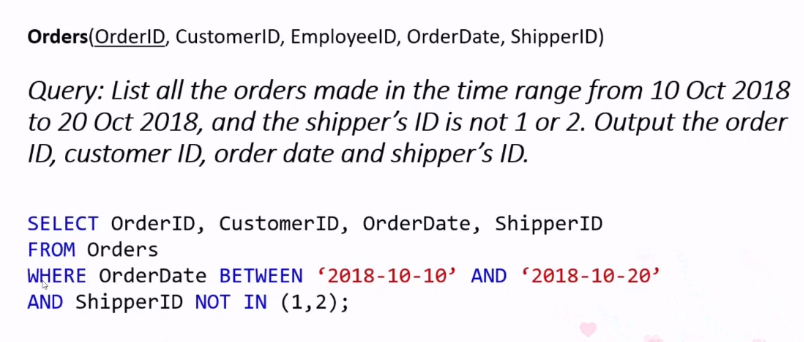 Orders(OrderID, CustomerID, EmployeeID, OrderDate, ShipperID)
Query: List all the orders made in the time range from 10 Oct 2018
to 20 Oct 2018, and the shipper’s ID is not 1 or 2. Output the order
ID, customer ID, order date and shipper’s ID.
SELECT OrderID, CustomerID, OrderDate, ShipperID
FROM Orders
WHERE OrderDate BETWEEN ‘2018-10-10’ AND ‘2018-10-20’
AND ShipperID NOT IN (1,2);